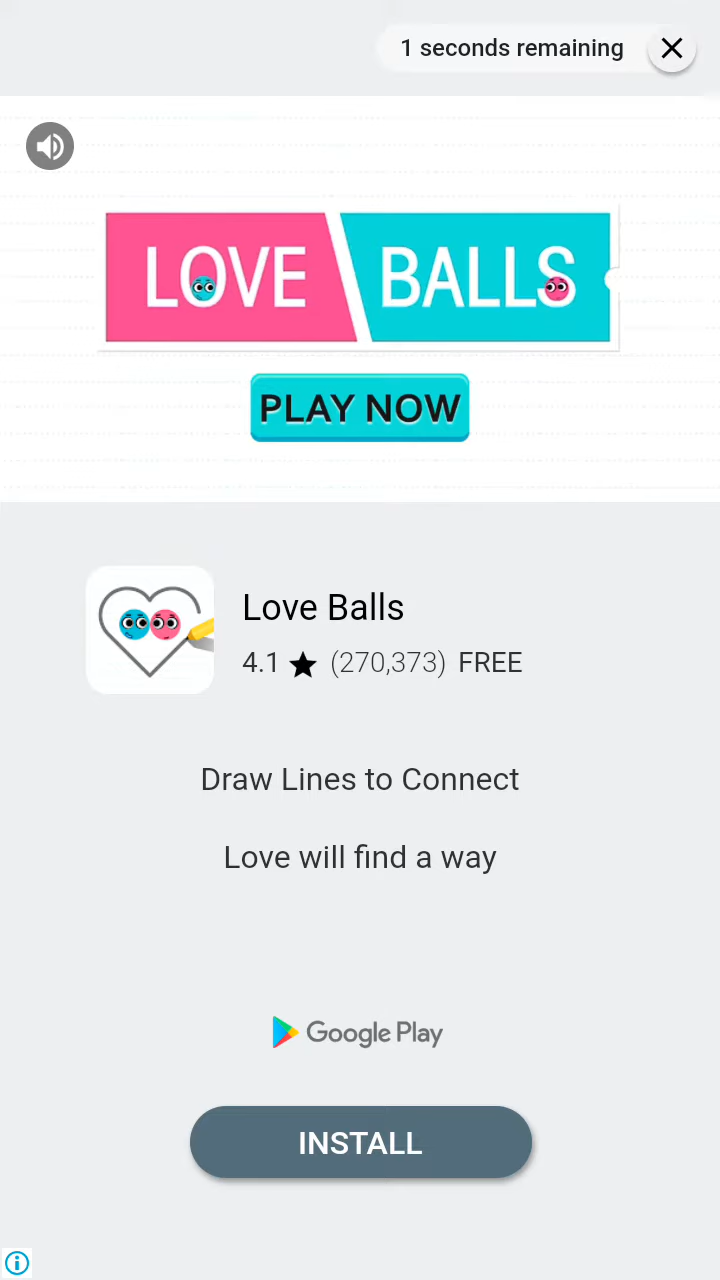 1 seconds remaining
LOVE BALLS
PLAY NOW
Love Balls
4.1 ★ (270,373) FREE
Draw Lines to Connect
Love will find a way
Google Play
INSTALL